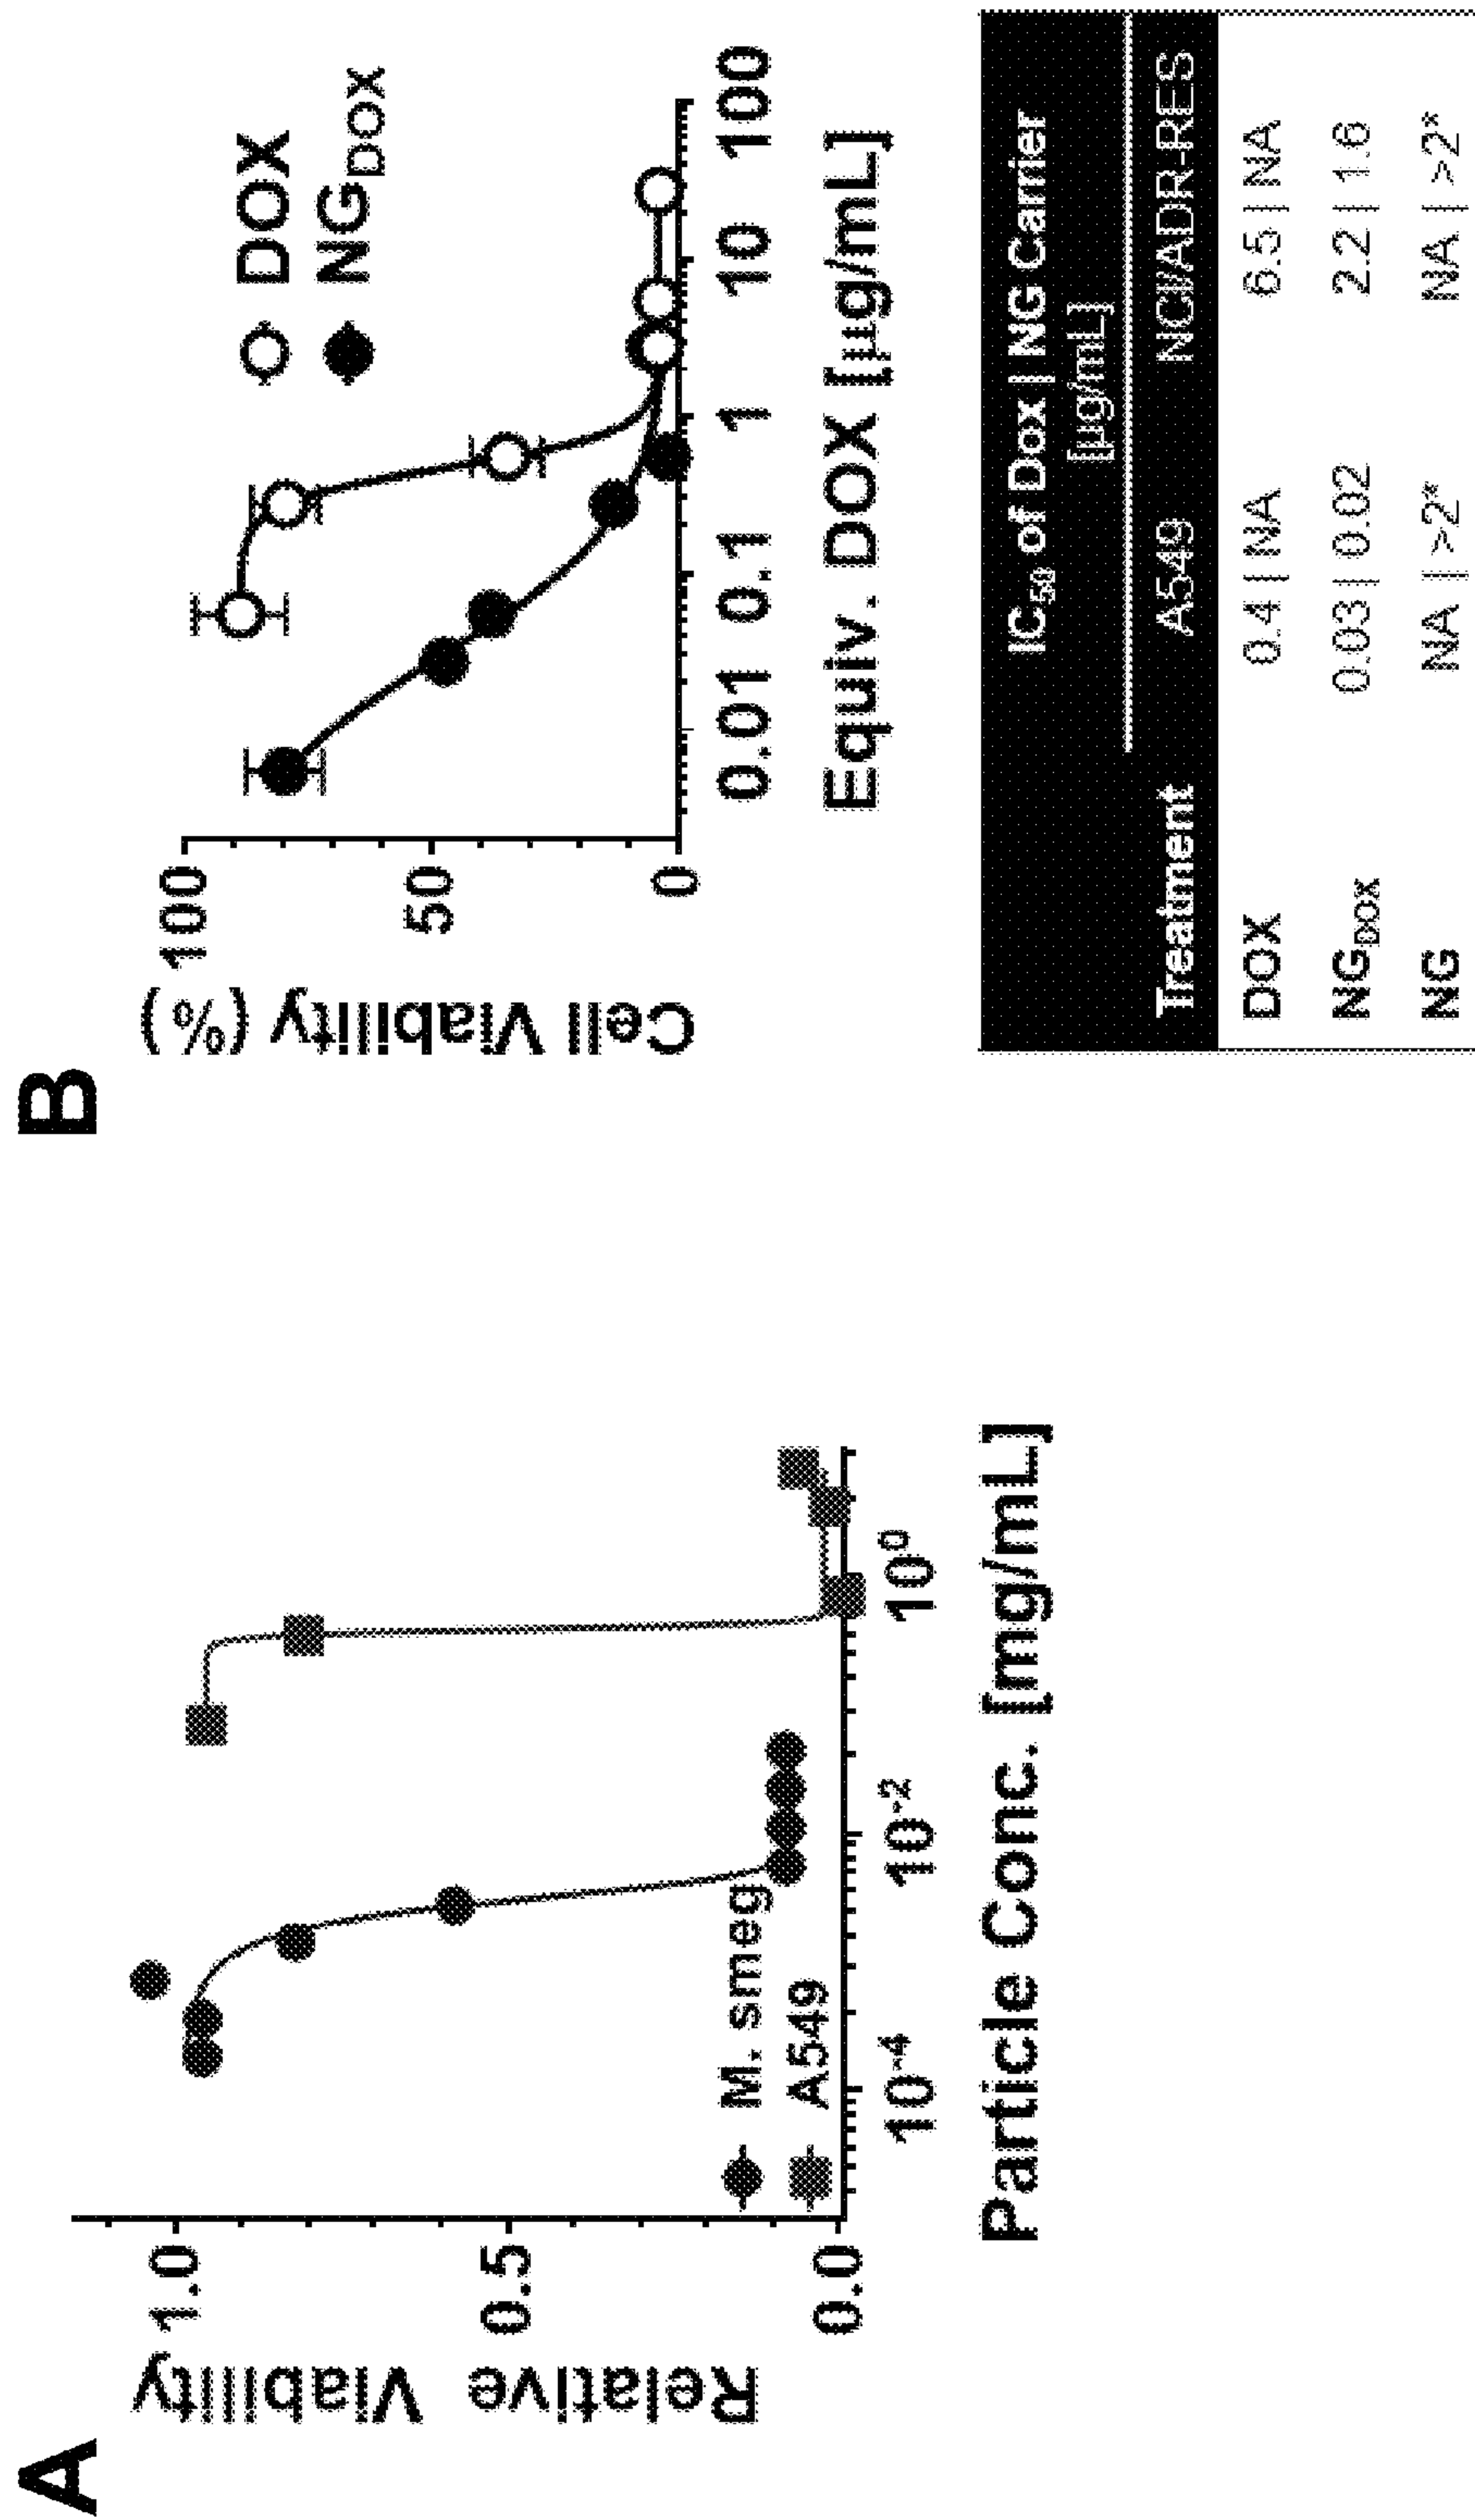 A
Relative Viability
1.0
0.5
0.0
M. smeg
A549
10-4
10-2
100
Particle Conc. [mg/mL]
B
Cell Viability (%)
100
50
0
DOX
NGDOX
0.01 0.1 1 10 100
Equiv. DOX [µg/mL]
IC50 of Dox | NG Carrier
[µg/mL]
Treatment A549 NCI/ADR-RES
DOX 0.4 | NA 6.5 | NA
NGDOX 0.03 | 0.02 2.2 | 1.6
NG NA | >2* NA | >2*